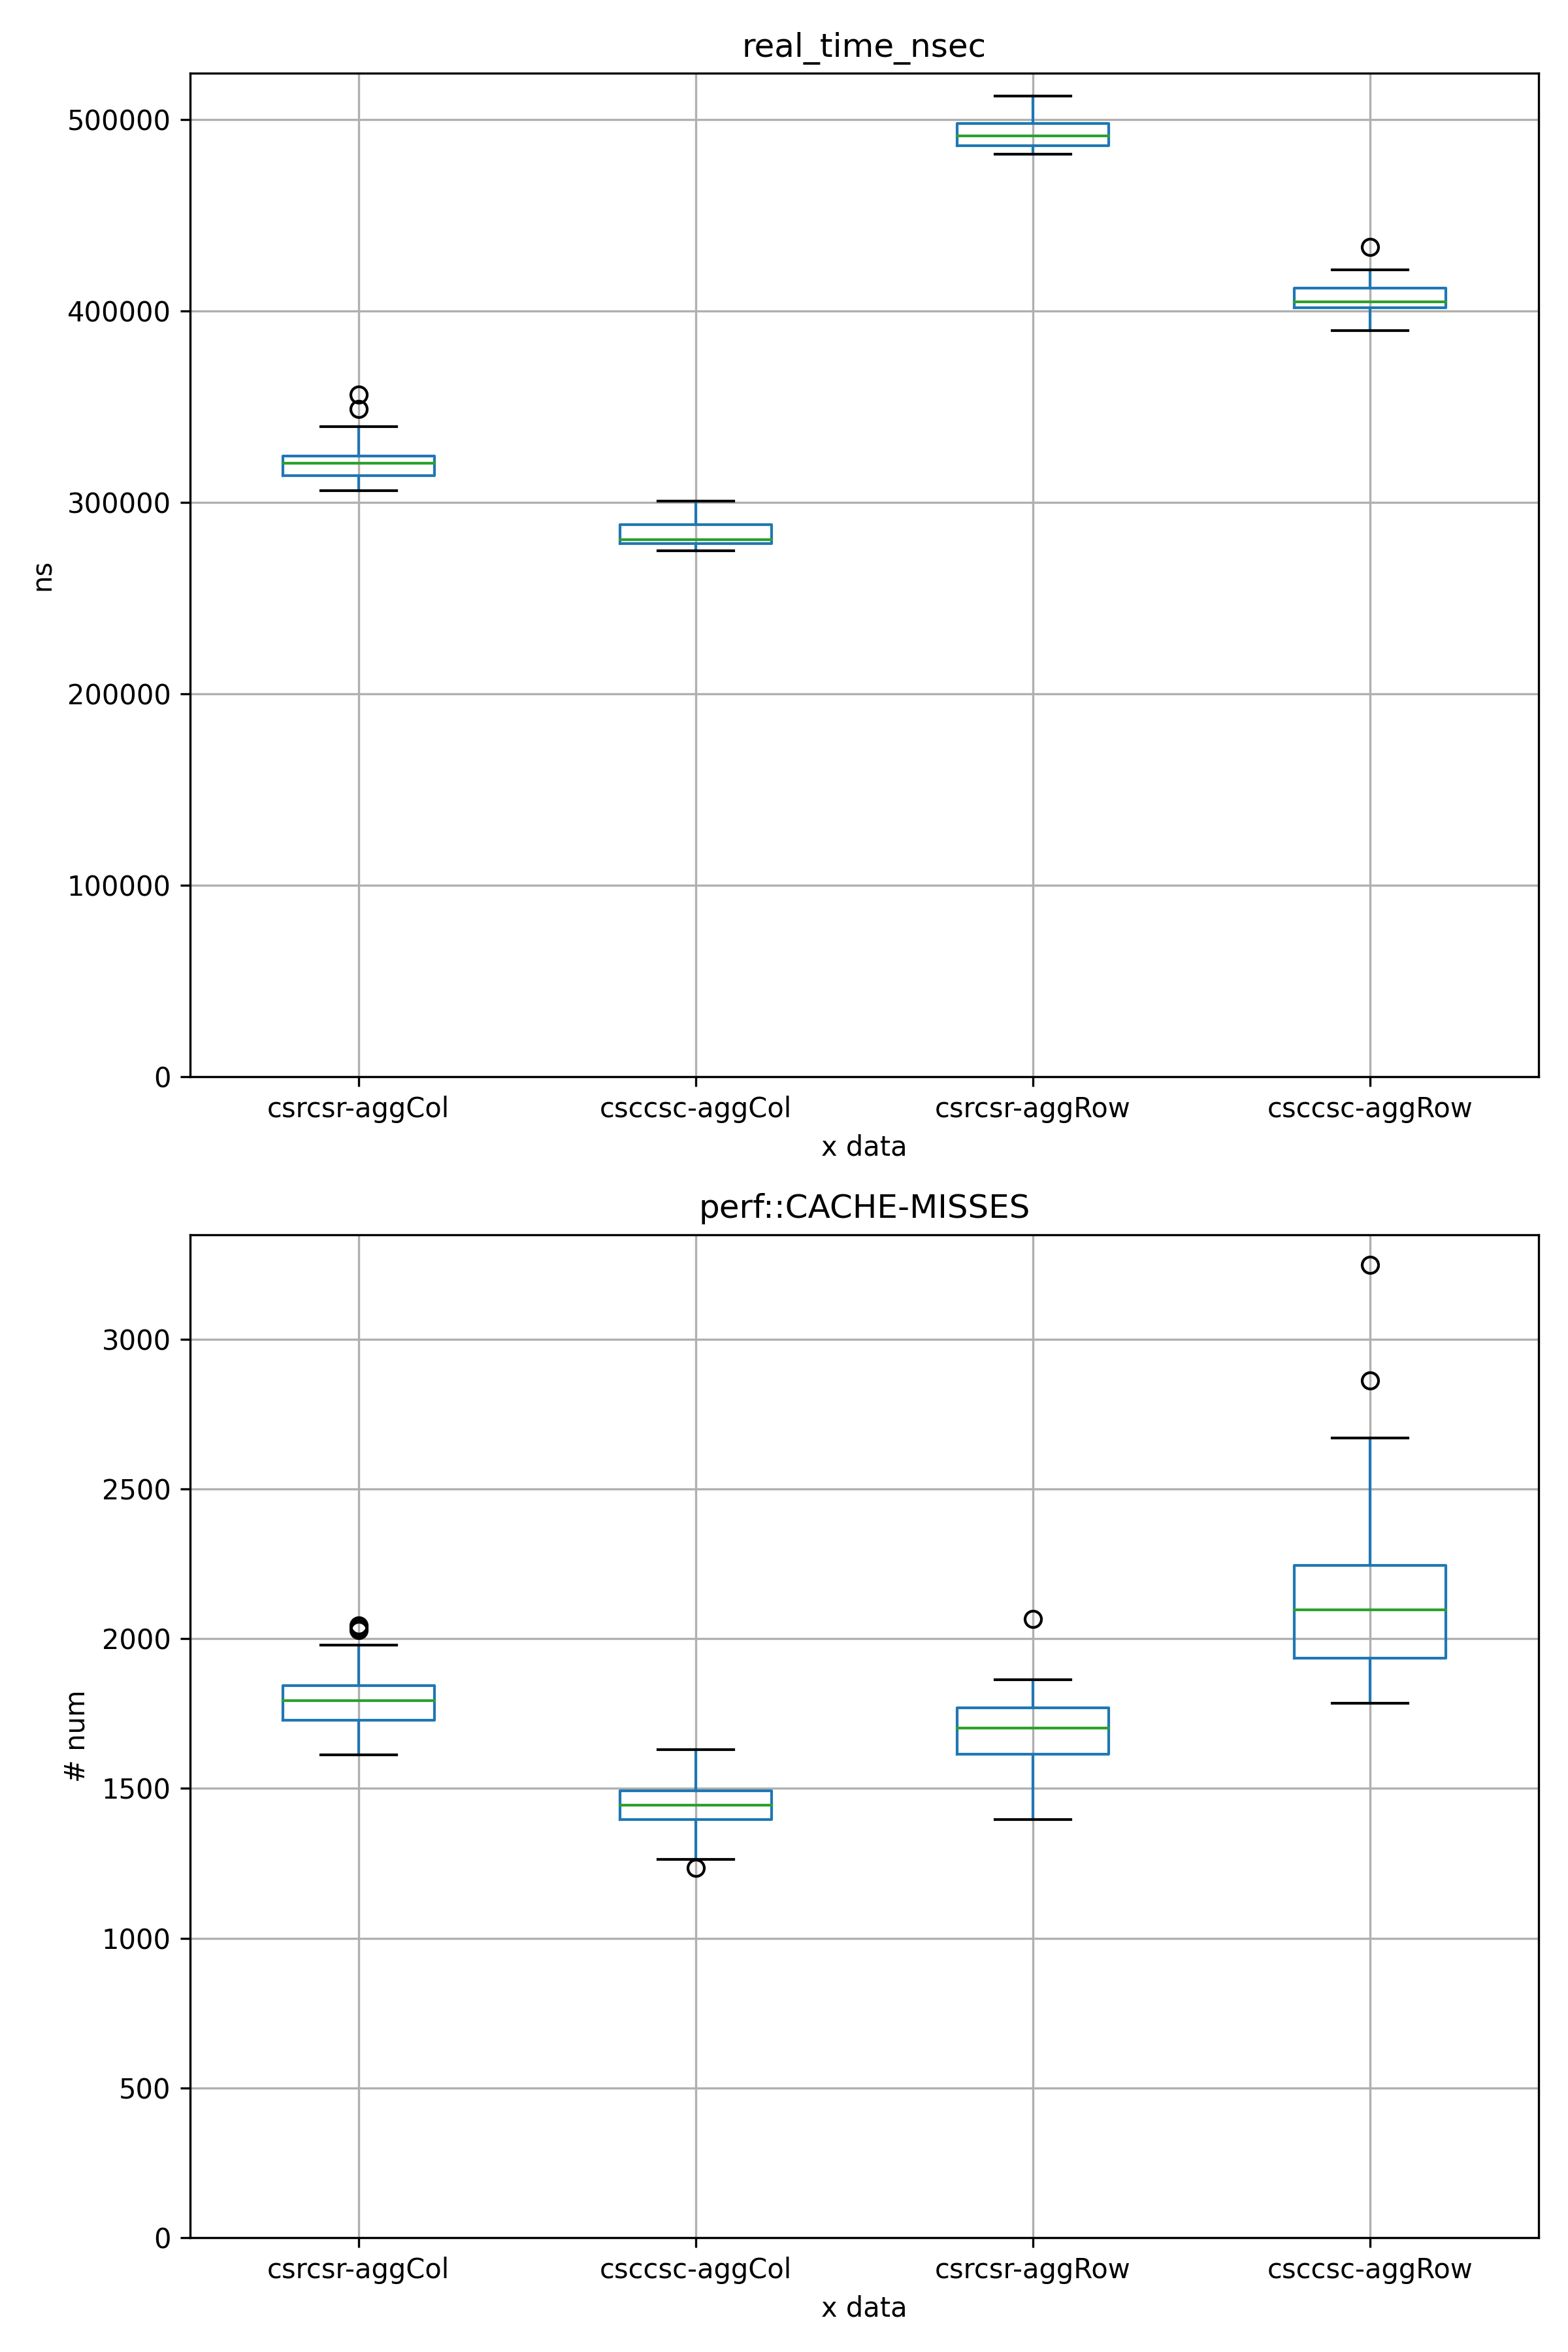 real_time_nsec
500000
400000
300000
200000
100000
0
ns
csrcsr-aggCol csccsc-aggCol csrcsr-aggRow csccsc-aggRow
x data
perf::CACHE-MISSES
3000
2500
2000
1500
1000
500
0
# num
csrcsr-aggCol csccsc-aggCol csrcsr-aggRow csccsc-aggRow
x data